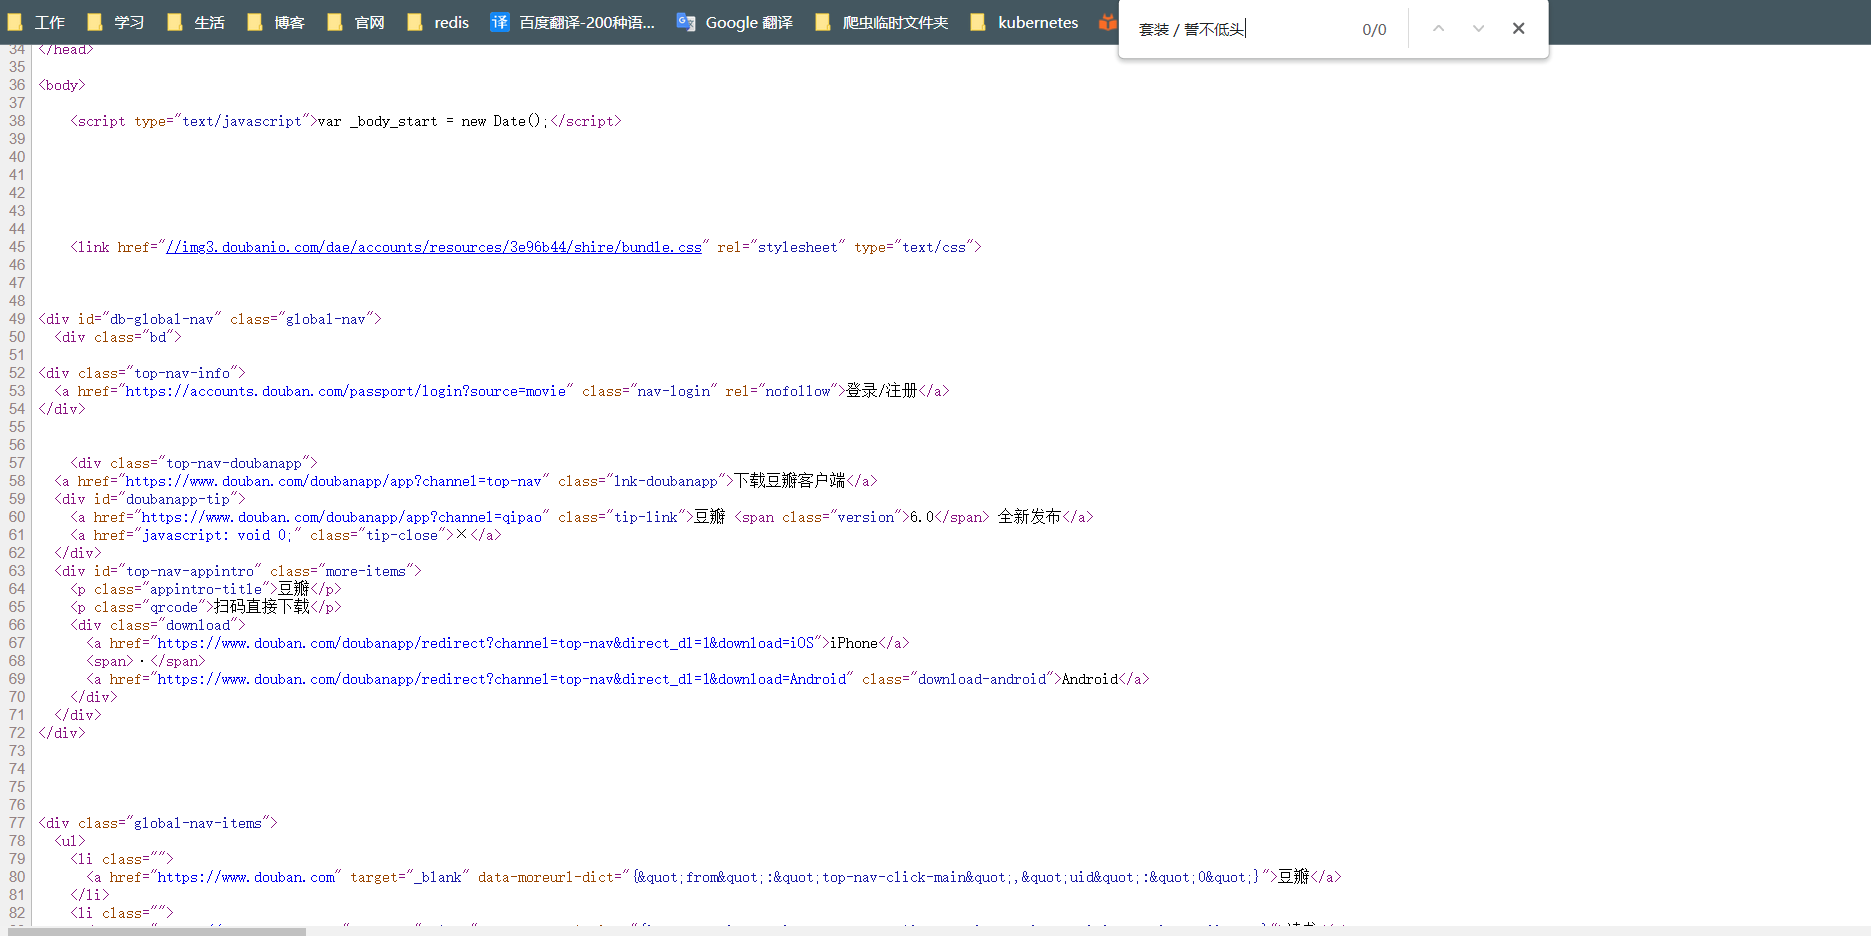 工作 学习 生活 博客 官网 redis 译 百度翻译-200种语... Google 翻译 爬虫临时文件夹 kubernetes
套装 / 誓不低头 0/0
34 </head>
35
36 <body>
37
38 <script type="text/javascript">var _body_start = new Date();</script>
39
40
41
42
43
44
45 <link href="//img3.doubanio.com/dae/accounts/resources/3e96b44/shire/bundle.css" rel="stylesheet" type="text/css">
46
47
48
49 <div id="db-global-nav" class="global-nav">
50 <div class="bd">
51
52 <div class="top-nav-info">
53 <a href="https://accounts.douban.com/passport/login?source=movie" class="nav-login" rel="nofollow">登录/注册</a>
54 </div>
55
56
57 <div class="top-nav-doubanapp">
58 <a href="https://www.douban.com/doubanapp/app?channel=top-nav" class="lnk-doubanapp">下载豆瓣客户端</a>
59 <div id="doubanapp-tip">
60 <a href="https://www.douban.com/doubanapp/app?channel=qipao" class="tip-link">豆瓣 <span class="version">6.0</span> 全新发布</a>
61 <a href="javascript: void 0;" class="tip-close">×</a>
62 </div>
63 <div id="top-nav-appintro" class="more-items">
64 <p class="appintro-title">豆瓣</p>
65 <p class="qrcode">扫码直接下载</p>
66 <div class="download">
67 <a href="https://www.douban.com/doubanapp/redirect?channel=top-nav&direct_dl=1&download=iOS">iPhone</a>
68 <span>·</span>
69 <a href="https://www.douban.com/doubanapp/redirect?channel=top-nav&direct_dl=1&download=Android" class="download-android">Android</a>
70 </div>
71 </div>
72 </div>
73
74
75
76
77 <div class="global-nav-items">
78 <ul>
79 <li class="">
80 <a href="https://www.douban.com" target="_blank" data-moreurl-dict="{&quot;from&quot;:&quot;top-nav-click-main&quot;,&quot;uid&quot;:&quot;0&quot;}">豆瓣</a>
81 </li>
82 <li class="">